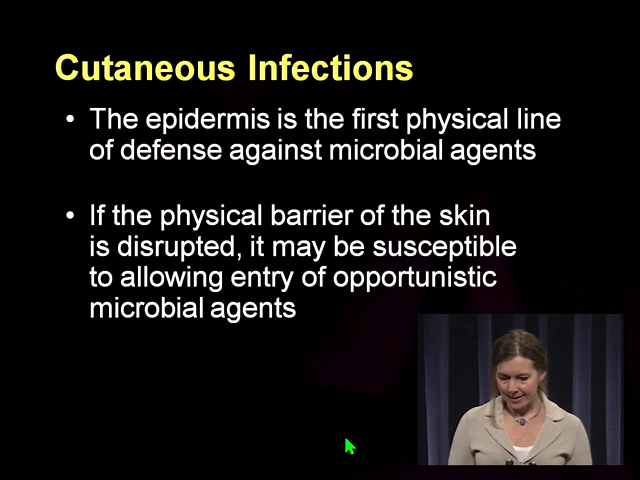 Cutaneous Infections
• The epidermis is the first physical line
of defense against microbial agents
• If the physical barrier of the skin
is disrupted, it may be susceptible
to allowing entry of opportunistic
microbial agents